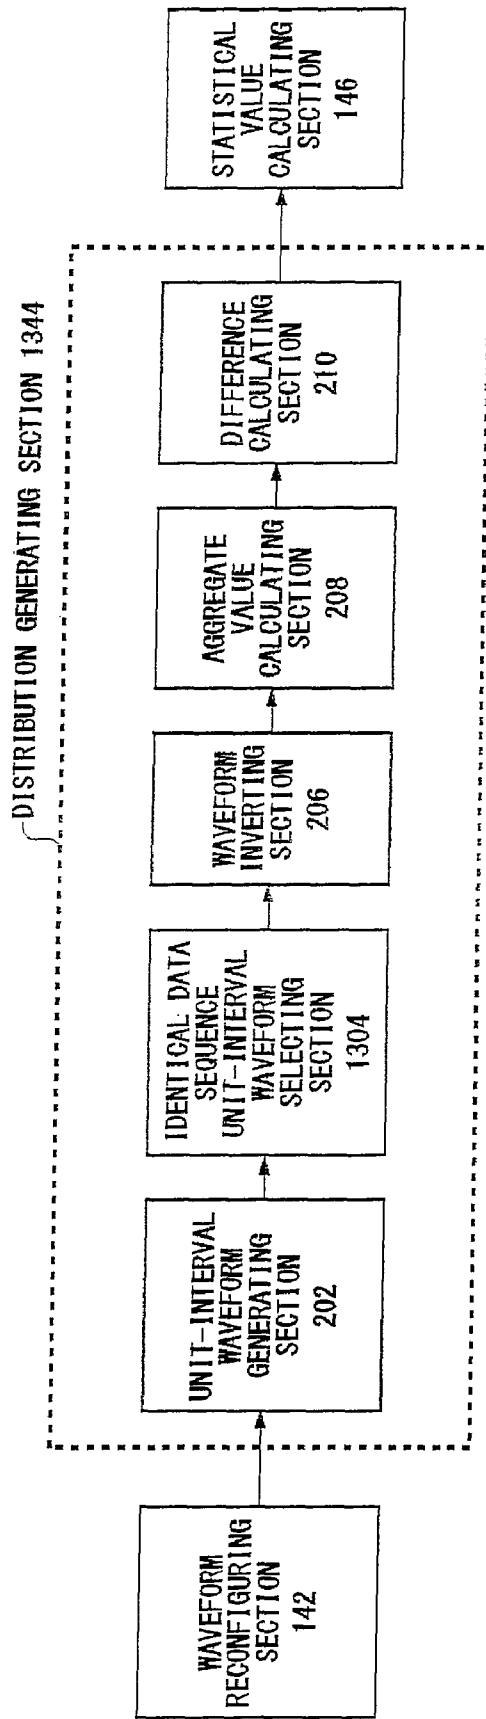 DISTRIBUTION GENERATING SECTION 1344
WAVEFORM
RECONFIGURING
SECTION
142
UNIT-INTERVAL
WAVEFORM
GENERATING
SECTION
202
IDENTICAL DATA
SEQUENCE
UNIT-INTERVAL
WAVEFORM
SELECTING
SECTION
1304
WAVEFORM
INVERTING
SECTION
206
AGGREGATE
VALUE
CALCULATING
SECTION
208
DIFFERENCE
CALCULATING
SECTION
210
STATISTICAL
VALUE
CALCULATING
SECTION
146